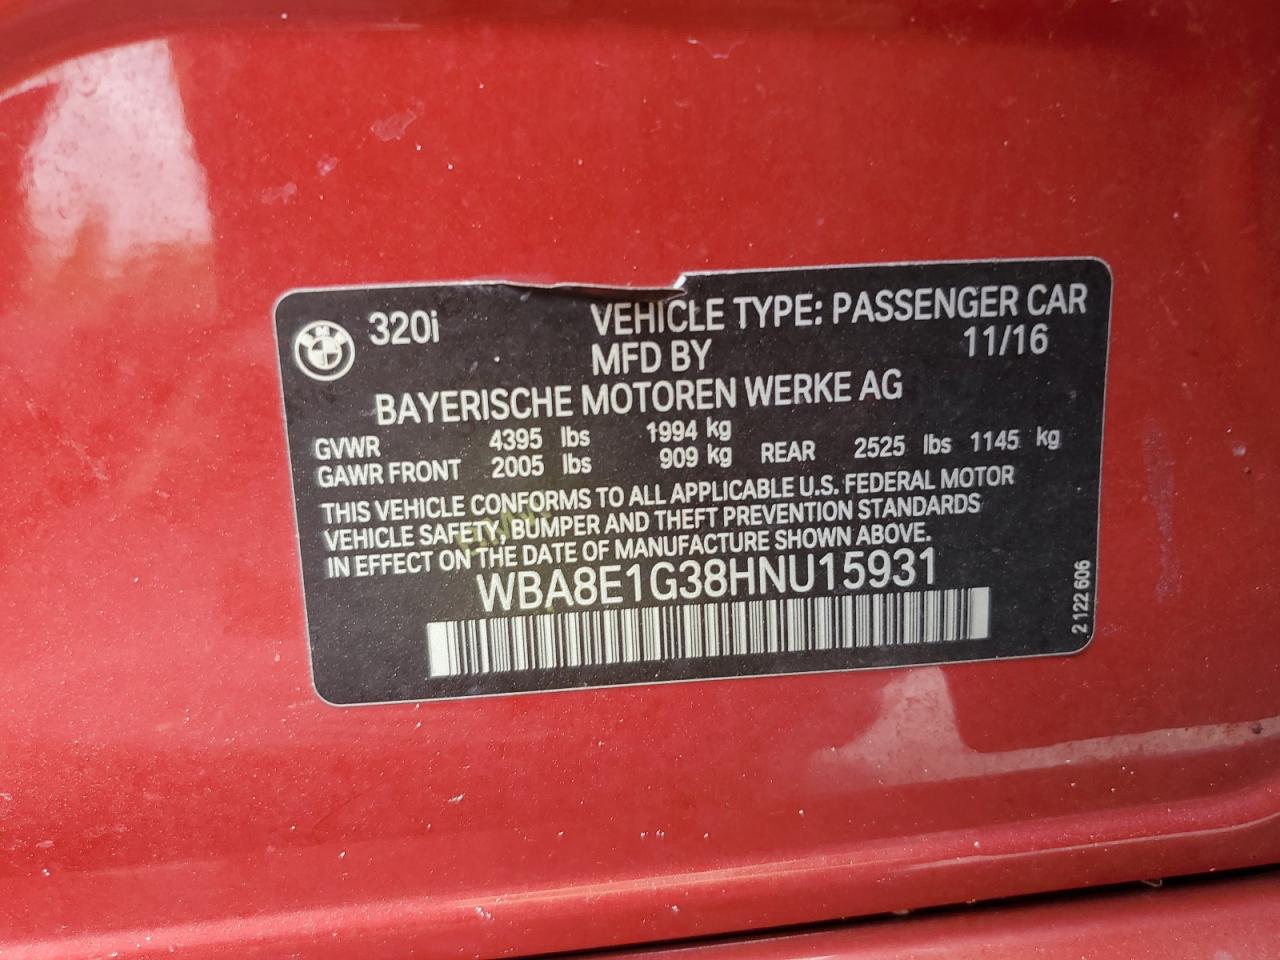 320i VEHICLE TYPE: PASSENGER CAR
MFD BY 11/16
BAYERISCHE MOTOREN WERKE AG
GVWR 4395 lbs 1994 kg
GAWR FRONT 2005 lbs 909 kg REAR 2525 lbs 1145 kg
THIS VEHICLE CONFORMS TO ALL APPLICABLE U.S. FEDERAL MOTOR
VEHICLE SAFETY, BUMPER AND THEFT PREVENTION STANDARDS
IN EFFECT ON THE DATE OF MANUFACTURE SHOWN ABOVE.
WBA8E1G38HNU15931
2 122 606